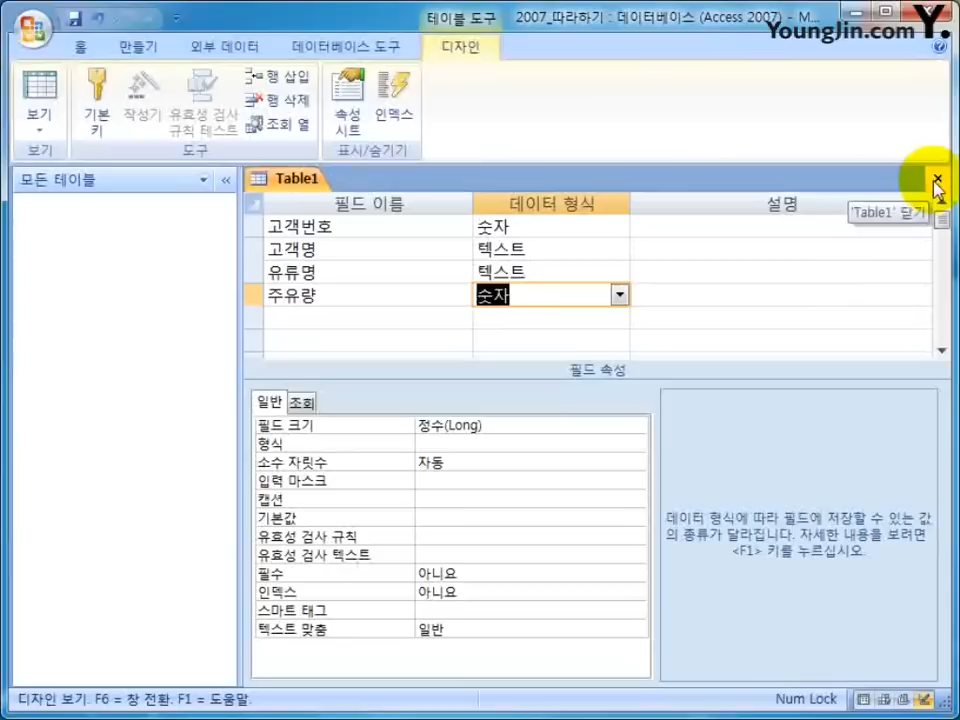 테이블 도구
2007_따라하기 : 데이터베이스 (Access 2007) - M...
YoungJin.com Y.
홈 만들기 외부 데이터 데이터베이스 도구 디자인
보기
기본 키
작성기
유효성 검사 규칙 테스트
행 삽입
행 삭제
조회 열
속성 시트
인덱스
보기 도구 표시/숨기기
모든 테이블
Table1
'Table1' 닫기
필드 이름 데이터 형식 설명
고객번호 숫자
고객명 텍스트
유류명 텍스트
주유량 숫자
필드 속성
일반 조회
필드 크기 정수(Long)
형식
소수 자릿수 자동
입력 마스크
캡션
기본값
유효성 검사 규칙
유효성 검사 텍스트
필수 아니요
인덱스 아니요
스마트 태그
텍스트 맞춤 일반
데이터 형식에 따라 필드에 저장할 수 있는 값
의 종류가 달라집니다. 자세한 내용을 보려면
<F1> 키를 누르십시오.
디자인 보기. F6 = 창 전환. F1 = 도움말.
Num Lock